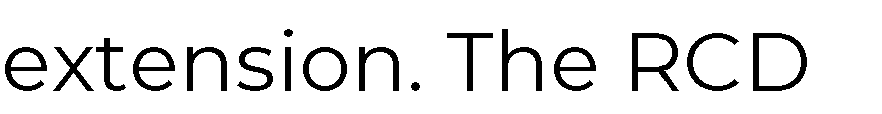 extension. The RCD